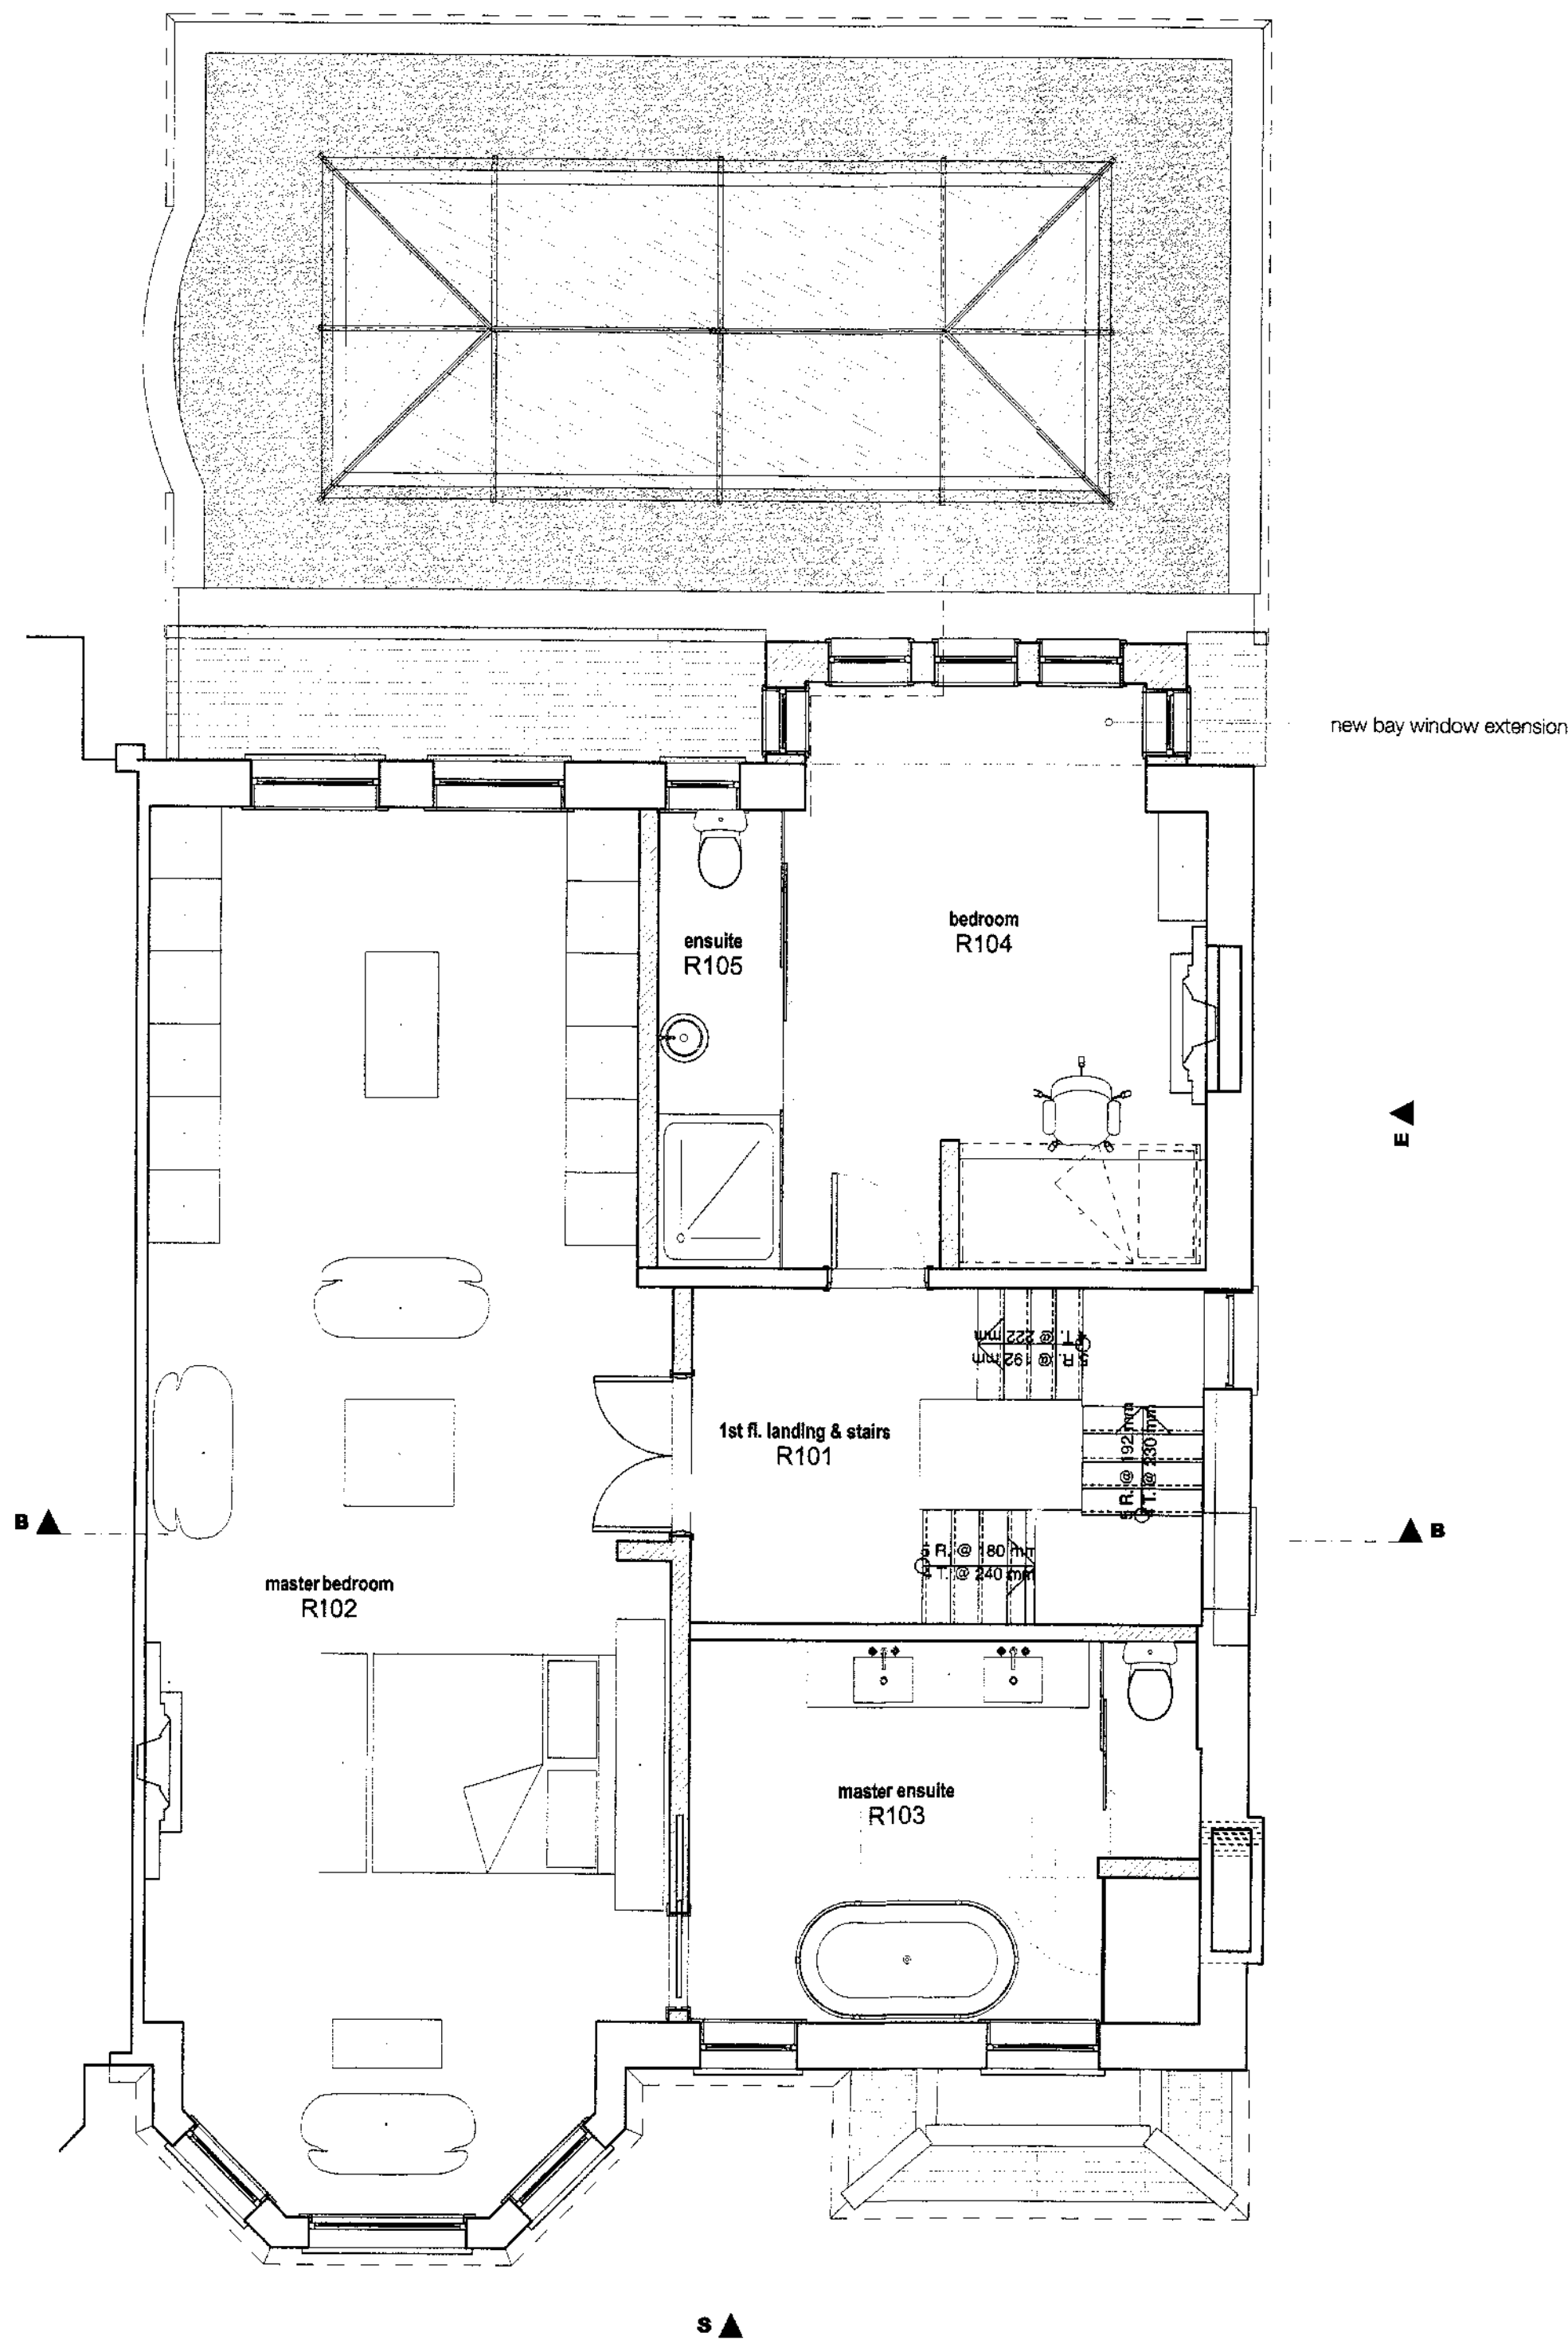 new bay window extension
bedroom
R104
ensuite
R105
E
4 T. @ 222 mm
5 R. @ 192 mm
1st fl. landing & stairs
R101
5 R. @ 192 mm
4 T. @ 230 mm
B
B
5 R. @ 180 mm
4 T. @ 240 mm
master bedroom
R102
master ensuite
R103
S